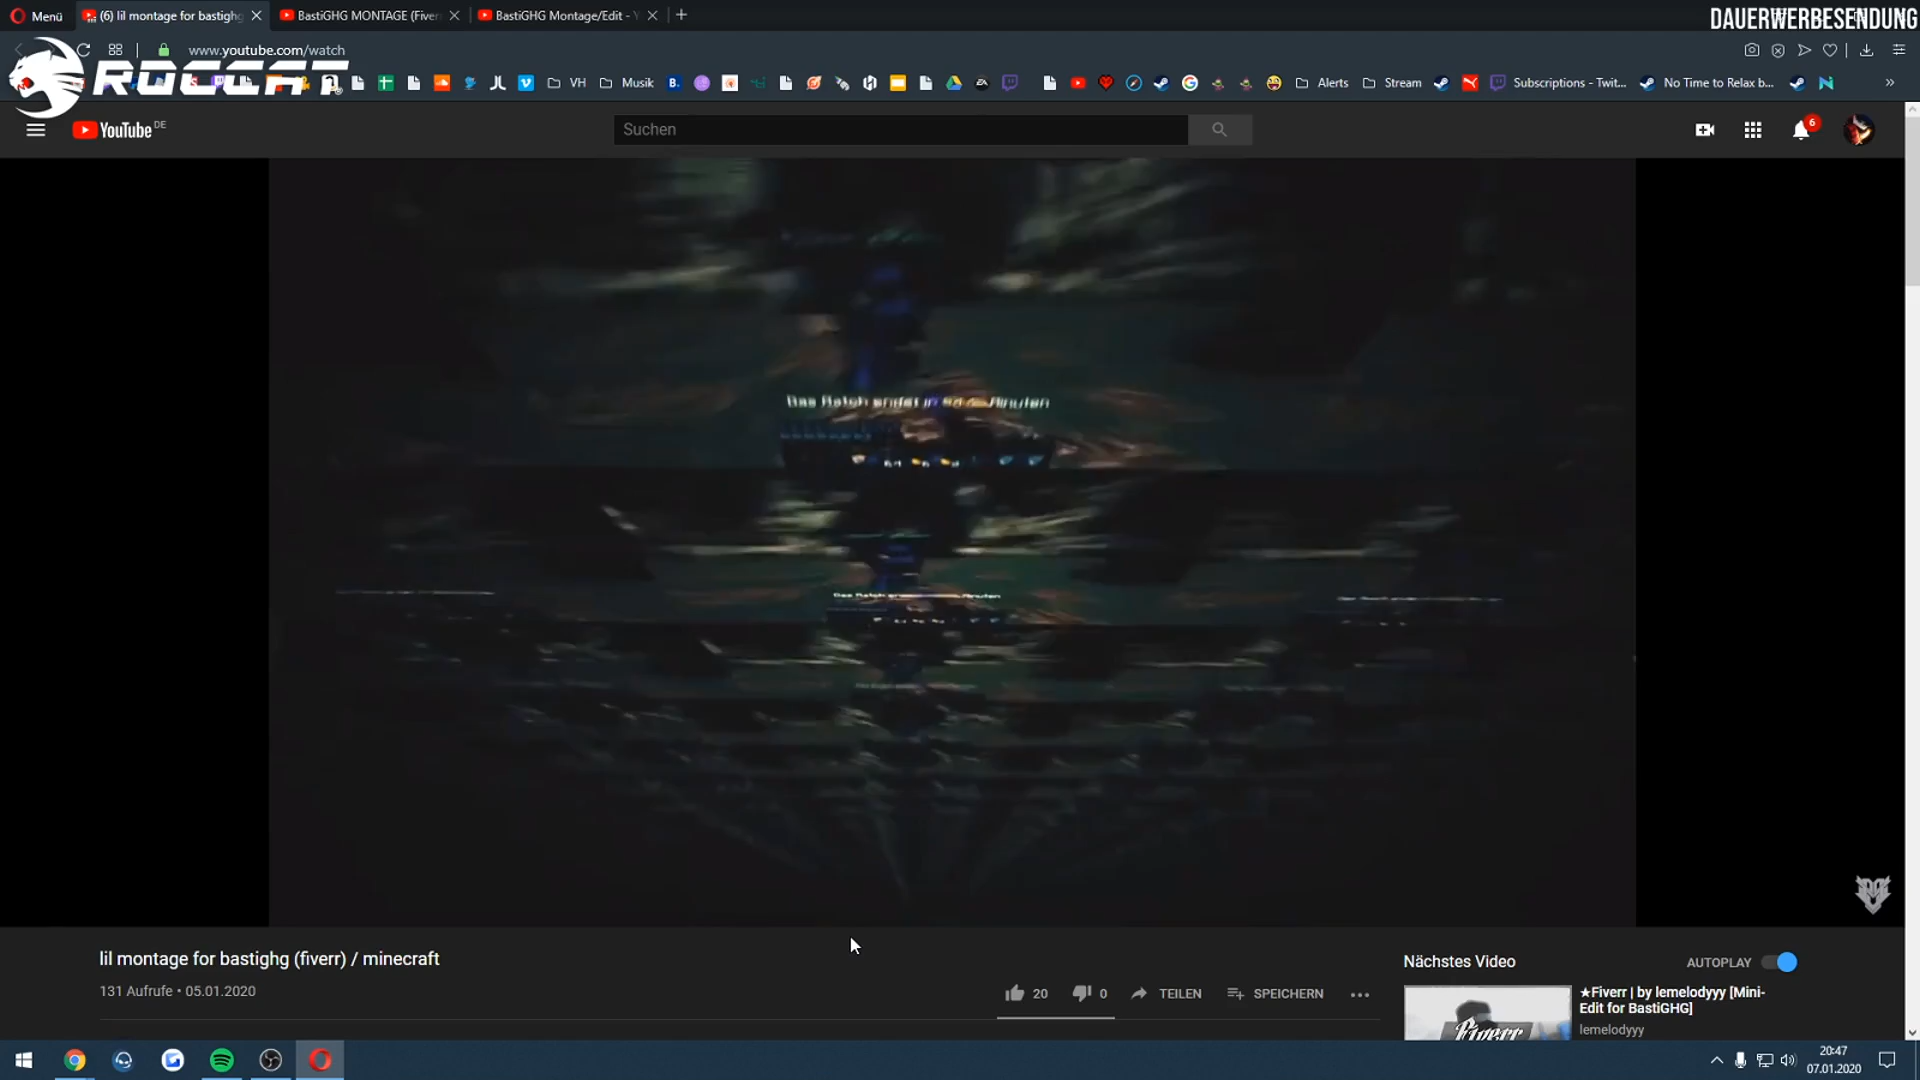 Menü
(6) lil montage for bastighg
BastiGHG MONTAGE (Fiver
BastiGHG Montage/Edit - Y
DAUERWERBESENDUNG
www.youtube.com/watch
ROCCAT
VH
Musik
Alerts
Stream
Subscriptions - Twit...
No Time to Relax b...
YouTube DE
Suchen
6
lil montage for bastighg (fiverr) / minecraft
131 Aufrufe • 05.01.2020
20
0
TEILEN
SPEICHERN
Nächstes Video
AUTOPLAY
Fiverr
★Fiverr | by lemelodyyy [Mini-
Edit for BastiGHG]
lemelodyyy
20:47
07.01.2020